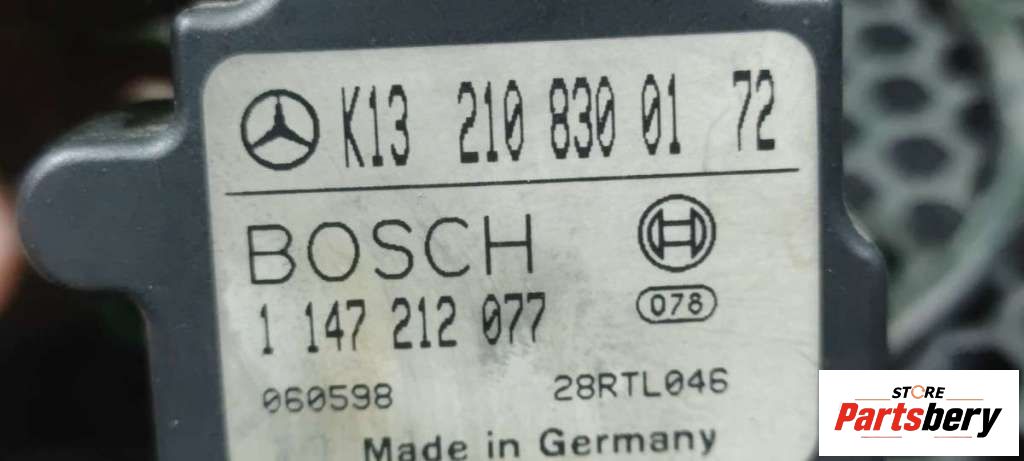 K13 210 830 01 72
BOSCH
1 147 212 077
078
060598 28RTL046
Made in Germany
STORE
Partsbery